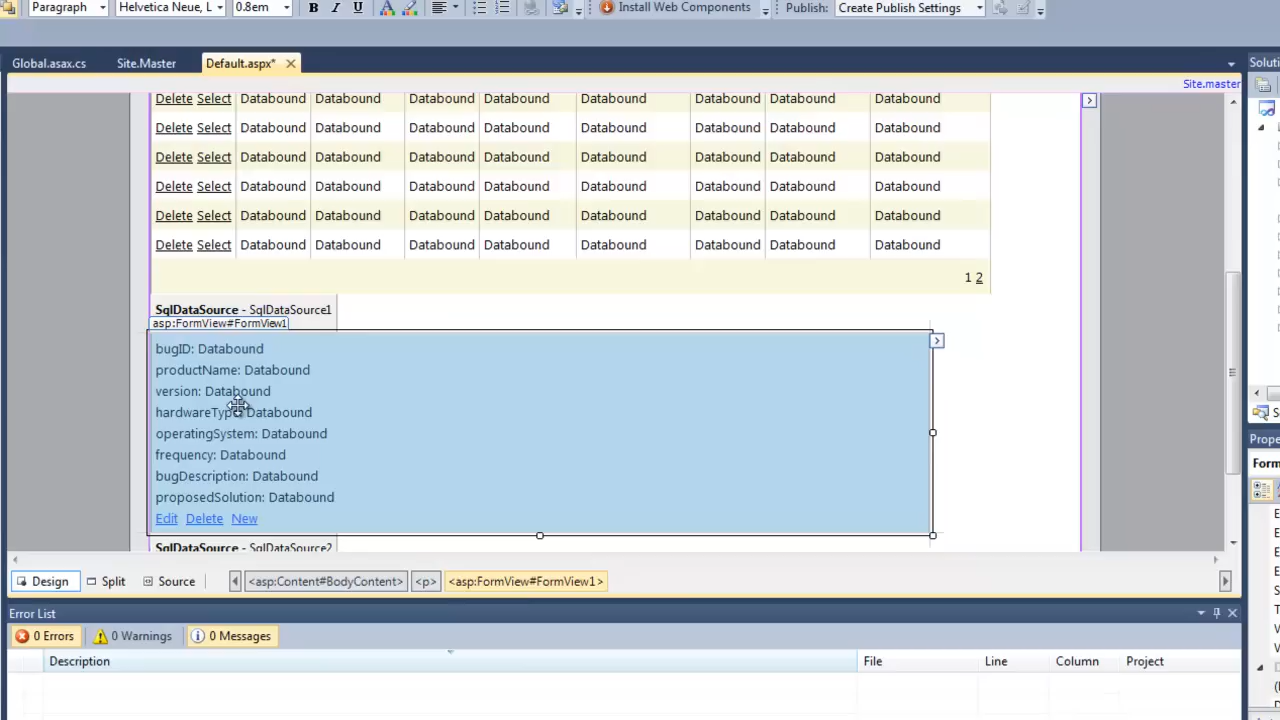 Paragraph Helvetica Neue, L 0.8em B I U A Install Web Components Publish: Create Publish Settings
Global.asax.cs Site.Master Default.aspx* Soluti
Site.master
Delete Select Databound Databound Databound Databound Databound Databound Databound Databound
Delete Select Databound Databound Databound Databound Databound Databound Databound Databound
Delete Select Databound Databound Databound Databound Databound Databound Databound Databound
Delete Select Databound Databound Databound Databound Databound Databound Databound Databound
Delete Select Databound Databound Databound Databound Databound Databound Databound Databound
Delete Select Databound Databound Databound Databound Databound Databound Databound Databound
1 2
SqlDataSource - SqlDataSource1
asp:FormView#FormView1
bugID: Databound
productName: Databound
version: Databound
hardwareType: Databound
operatingSystem: Databound
frequency: Databound
bugDescription: Databound
proposedSolution: Databound
Edit Delete New
SqlDataSource - SqlDataSource2
Prope
Form
Design Split Source <asp:Content#BodyContent> <p> <asp:FormView#FormView1>
Error List
0 Errors 0 Warnings 0 Messages
Description File Line Column Project